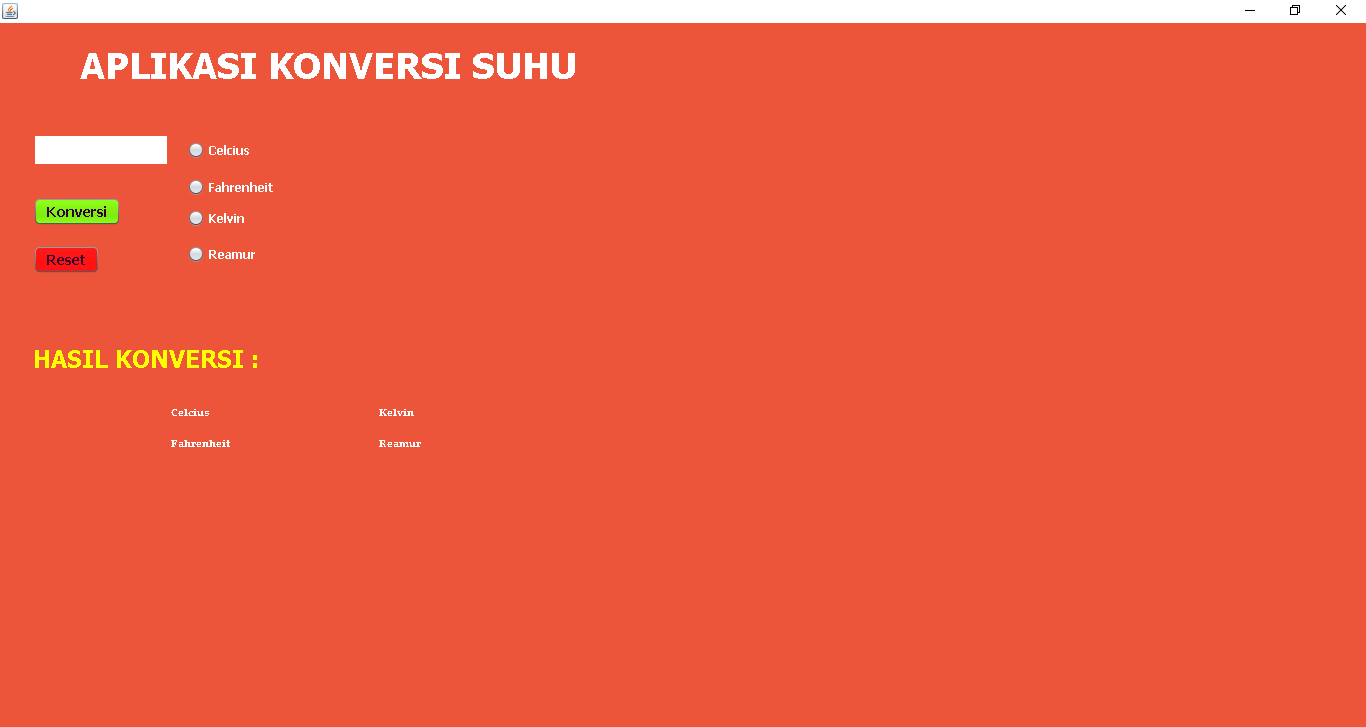 APLIKASI KONVERSI SUHU
Celcius
Fahrenheit
Konversi
Kelvin
Reset
Reamur
HASIL KONVERSI :
Celcius Kelvin
Fahrenheit Reamur